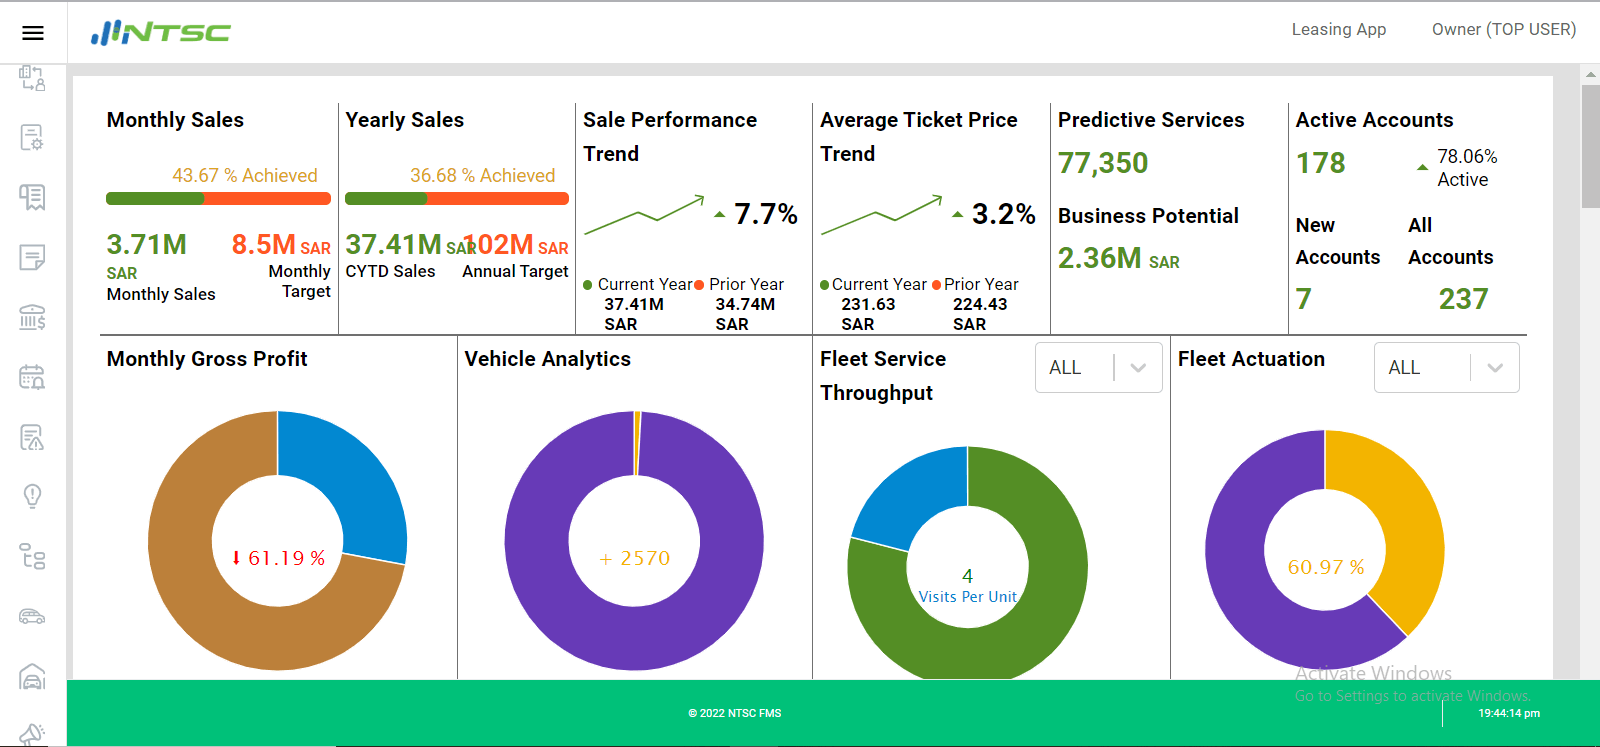 NTSC
Leasing App
Owner (TOP USER)
Monthly Sales
43.67 % Achieved
3.71M
SAR
Monthly Sales
8.5M SAR
Monthly
Target
Yearly Sales
36.68 % Achieved
37.41M SAR
CYTD Sales
102M SAR
Annual Target
Sale Performance
Trend
7.7%
Current Year
37.41M
SAR
Prior Year
34.74M
SAR
Average Ticket Price
Trend
3.2%
Current Year
231.63
SAR
Prior Year
224.43
SAR
Predictive Services
77,350
Business Potential
2.36M SAR
Active Accounts
178
78.06%
Active
New
Accounts
7
All
Accounts
237
Monthly Gross Profit
⬇ 61.19 %
Vehicle Analytics
+ 2570
Fleet Service
Throughput
ALL
4
Visits Per Unit
Fleet Actuation
ALL
60.97 %
Activate Windows
Go to Settings to activate Windows.
© 2022 NTSC FMS
19:44:14 pm